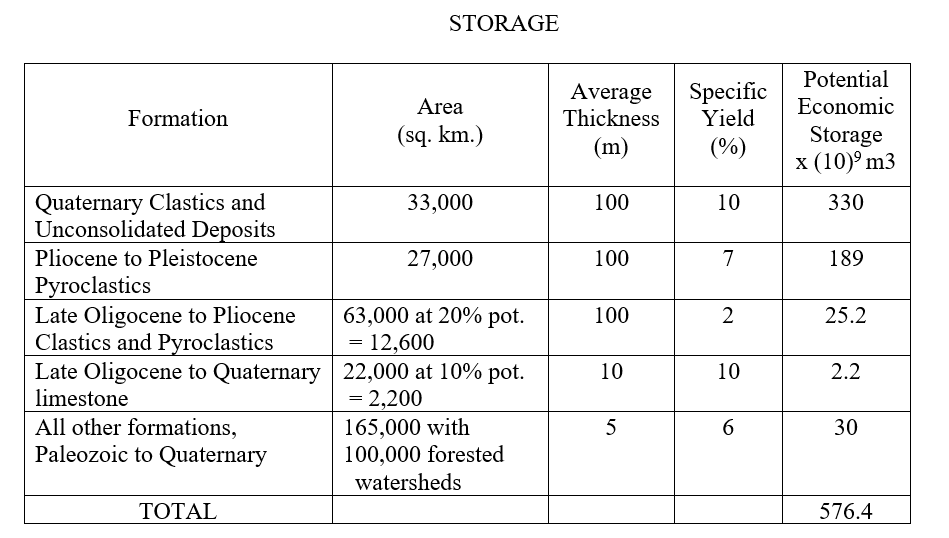 STORAGE
Formation
Area
(sq. km.)
Average
Thickness
(m)
Specific
Yield
(%)
Potential
Economic
Storage
x (10)⁹ m3
Quaternary Clastics and
Unconsolidated Deposits
33,000
100
10
330
Pliocene to Pleistocene
Pyroclastics
27,000
100
7
189
Late Oligocene to Pliocene
Clastics and Pyroclastics
63,000 at 20% pot.
= 12,600
100
2
25.2
Late Oligocene to Quaternary
limestone
22,000 at 10% pot.
= 2,200
10
10
2.2
All other formations,
Paleozoic to Quaternary
165,000 with
100,000 forested
watersheds
5
6
30
TOTAL
576.4